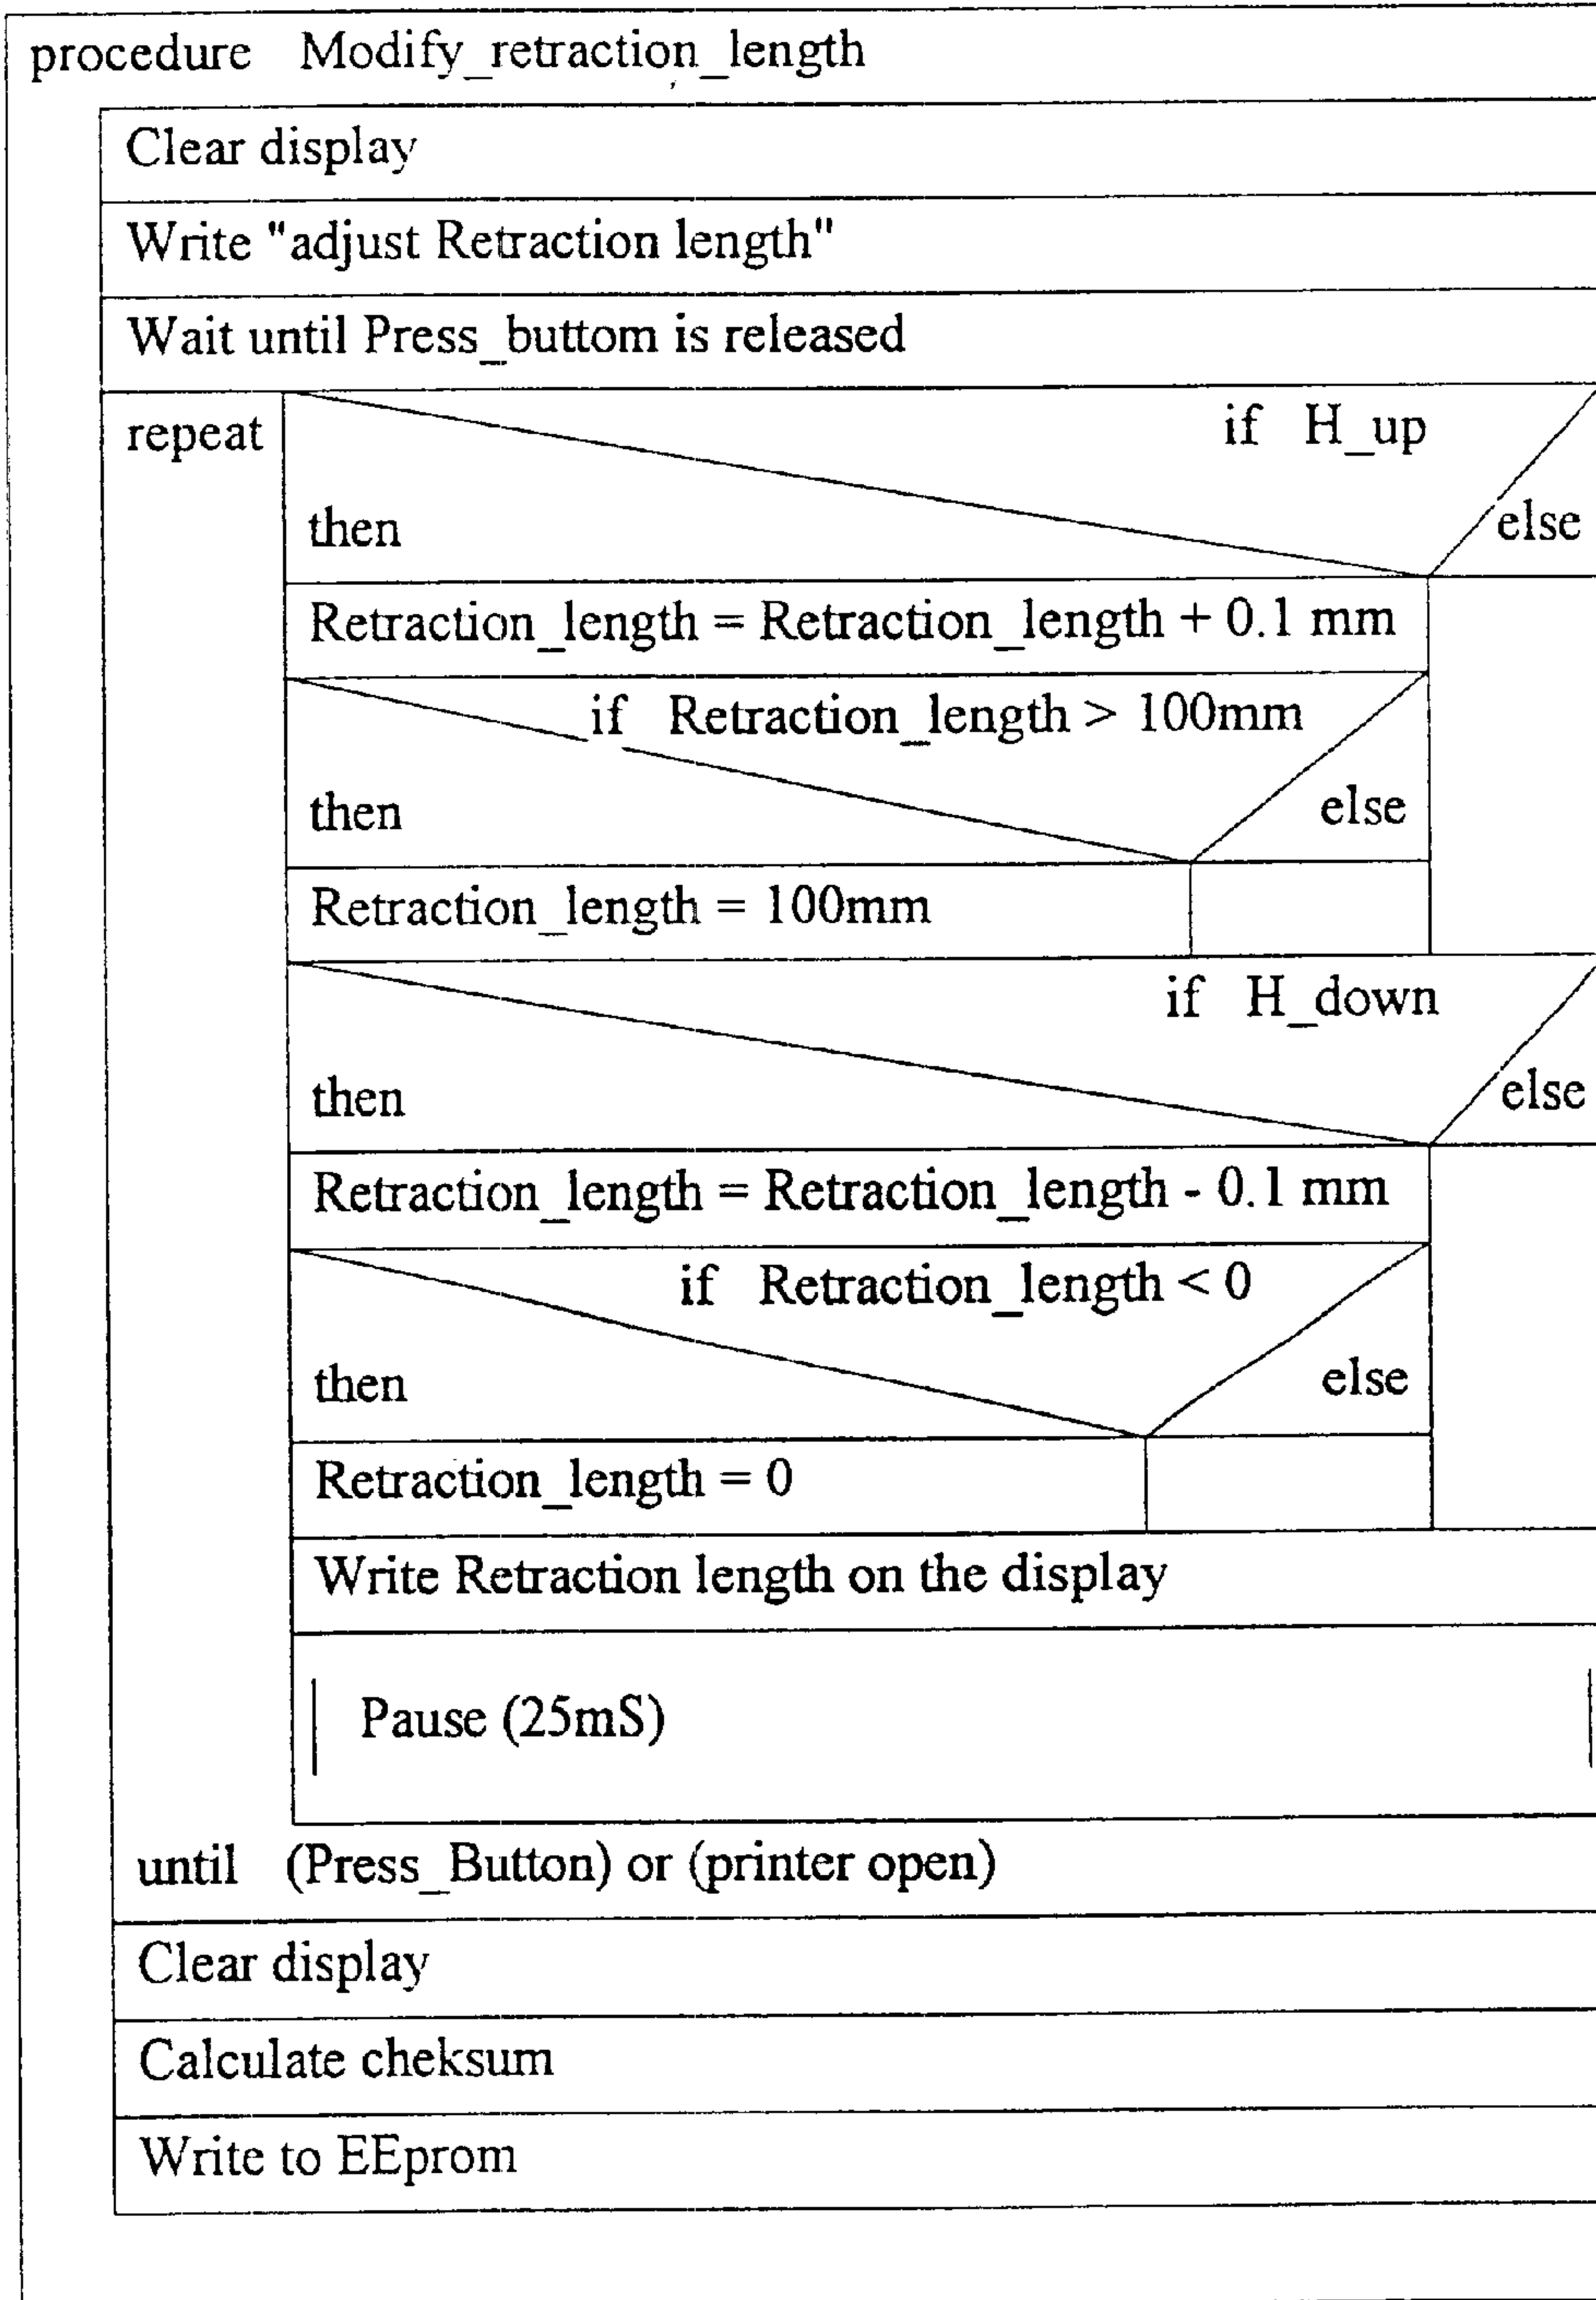 procedure Modify_retraction_length
Clear display
Write "adjust Retraction length"
Wait until Press_buttom is released
repeat
if H_up
then
else
Retraction_length = Retraction_length + 0.1 mm
if Retraction_length > 100mm
then
else
Retraction_length = 100mm
if H_down
then
else
Retraction_length = Retraction_length - 0.1 mm
if Retraction_length < 0
then
else
Retraction_length = 0
Write Retraction length on the display
Pause (25mS)
until (Press_Button) or (printer open)
Clear display
Calculate cheksum
Write to EEprom